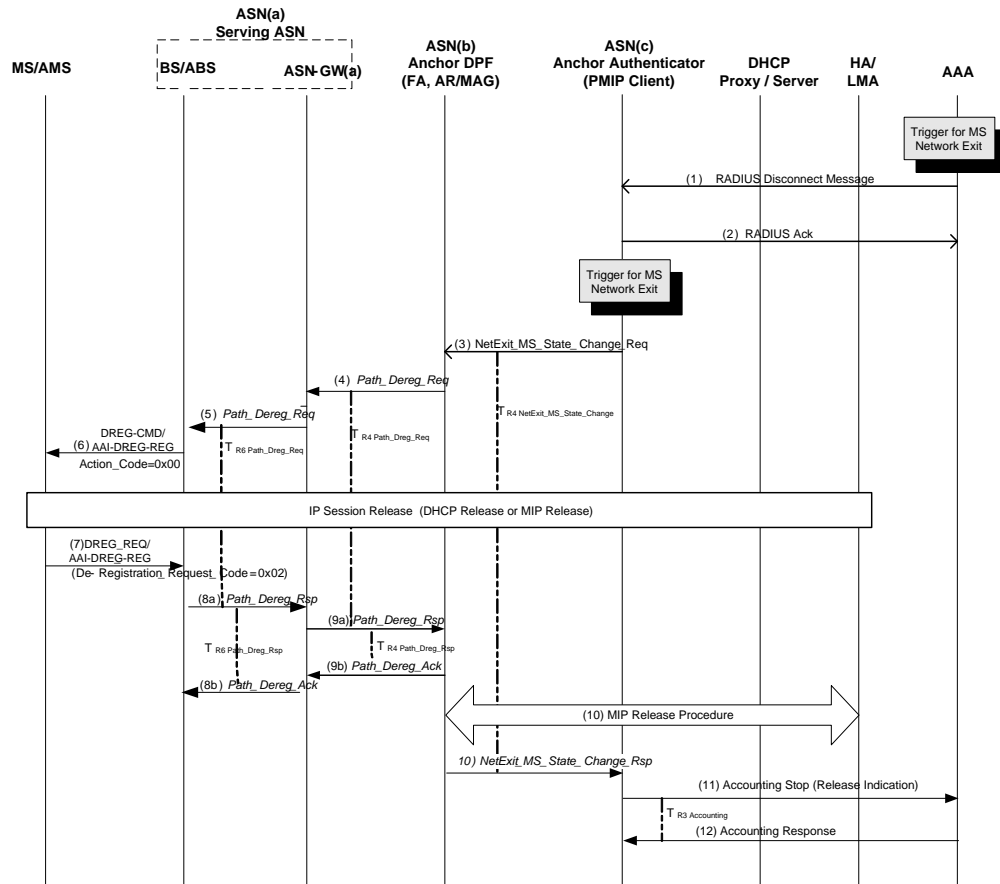 ASN(a)
Serving ASN
MS/AMS
BS/ABS
ASN-GW(a)
ASN(b)
Anchor DPF
(FA, AR/MAG)
ASN(c)
Anchor Authenticator
(PMIP Client)
DHCP
Proxy / Server
HA/
LMA
AAA
Trigger for MS
Network Exit
(1) RADIUS Disconnect Message
(2) RADIUS Ack
Trigger for MS
Network Exit
(3) NetExit_MS_State_Change_Req
(4) Path_Dereg_Req
T R4 NetExit_MS_State_Change
(5) Path_Dereg_Req
T R6 Path_Dreg_Req
T R4 Path_Dreg_Req
DREG-CMD/
(6) AAI-DREG-REG
Action_Code=0x00
IP Session Release (DHCP Release or MIP Release)
(7)DREG_REQ/
AAI-DREG-REG
(De- Registration_Request_Code=0x02)
(8a) Path_Dereg_Rsp
(9a) Path_Dereg_Rsp
T R6 Path_Dreg_Rsp
T R4 Path_Dreg_Rsp
(9b) Path_Dereg_Ack
(8b) Path_Dereg_Ack
(10) MIP Release Procedure
10) NetExit_MS_State_Change_Rsp
(11) Accounting Stop (Release Indication)
T R3 Accounting
(12) Accounting Response